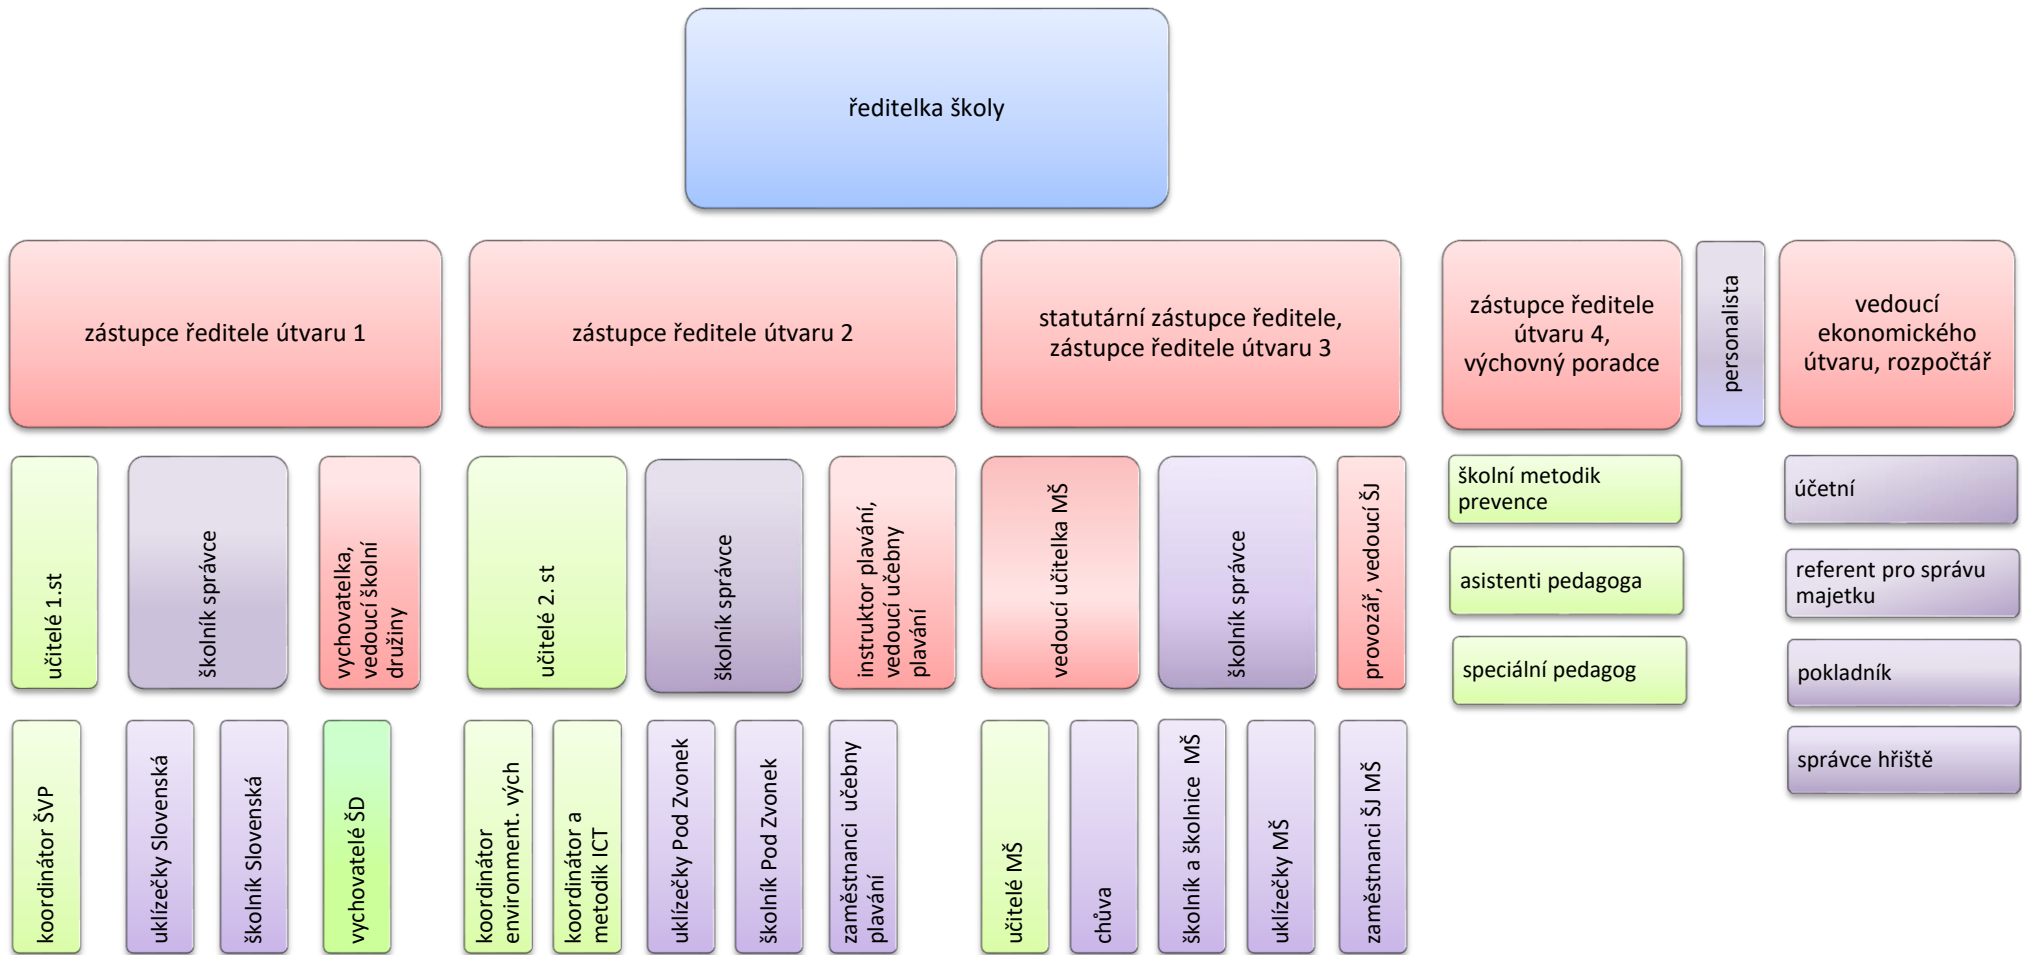 ředitelka školy
zástupce ředitele útvaru 1
zástupce ředitele útvaru 2
statutární zástupce ředitele,
zástupce ředitele útvaru 3
zástupce ředitele
útvaru 4,
výchovný poradce
personalista
vedoucí
ekonomického
útvaru, rozpočtář
učitelé 1.st
školník správce
vychovatelka,
vedoucí školní
družiny
učitelé 2. st
školník správce
instruktor plavání,
vedoucí učebny
plavání
vedoucí učitelka MŠ
školník správce
provozář, vedoucí ŠJ
školní metodik
prevence
asistenti pedagoga
speciální pedagog
účetní
referent pro správu
majetku
pokladník
správce hřiště
koordinátor ŠVP
uklízečky Slovenská
školník Slovenská
vychovatelé ŠD
koordinátor
environment. vých
koordinátor a
metodik ICT
uklízečky Pod Zvonek
školník Pod Zvonek
zaměstnanci učebny
plavání
učitelé MŠ
chůva
školník a školnice MŠ
uklízečky MŠ
zaměstnanci ŠJ MŠ